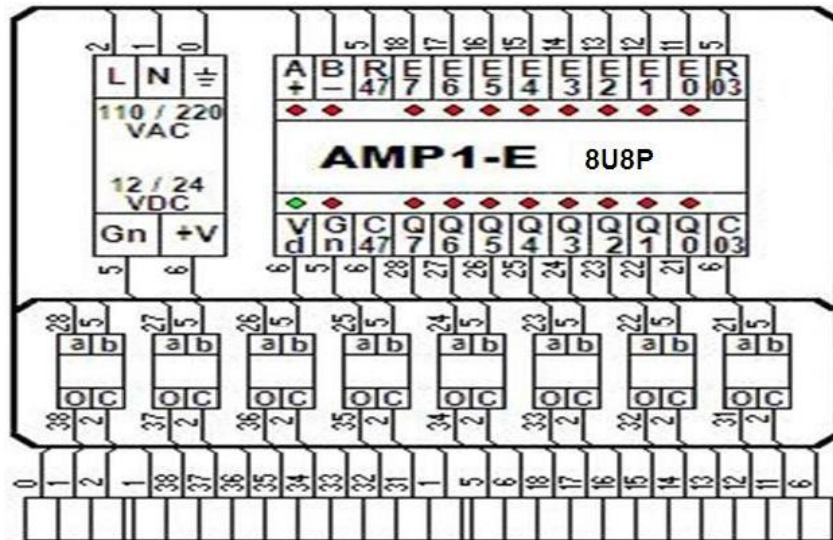 2 1 0 5 18 17 16 15 14 13 12 11 5
L N A B R E E E E E E E E R
+ – 47 7 6 5 4 3 2 1 0 03
110 / 220
VAC
AMP1-E 8U8P
12 / 24
VDC
Gn +V V G C Q Q Q Q Q Q Q Q C
d n 47 7 6 5 4 3 2 1 0 03
5 6 6 5 6 28 27 26 25 24 23 22 21 6
28 5 27 5 26 5 25 5 24 5 23 5 22 5 21 5
a b a b a b a b a b a b a b a b
O C O C O C O C O C O C O C O C
38 2 37 2 36 2 35 2 34 2 33 2 32 2 31 2
0 1 2 1 38 37 36 35 34 33 32 31 1 5 6 18 17 16 15 14 13 12 11 6